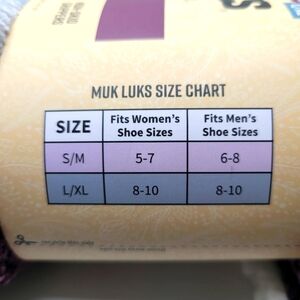 MUK LUKS SIZE CHART
SIZE
Fits Women's
Shoe Sizes
Fits Men's
Shoe Sizes
S/M
5-7
6-8
L/XL
8-10
8-10